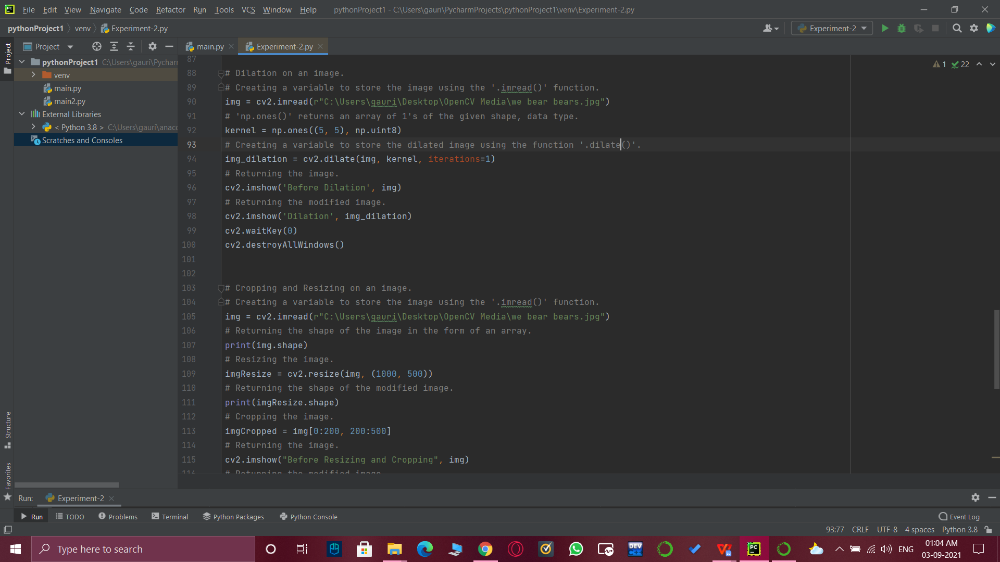 File Edit View Navigate Code Refactor Run Tools VCS Window Help pythonProject1 - C:\Users\gauri\PycharmProjects\pythonProject1\venv\Experiment-2.py
pythonProject1 venv Experiment-2.py Experiment-2
Project main.py Experiment-2.py
Project
pythonProject1 C:\Users\gauri\Pycharr
venv
main.py
main2.py
External Libraries
< Python 3.8 > C:\Users\gauri\anac
Scratches and Consoles
1 22
87
88 # Dilation on an image.
89 # Creating a variable to store the image using the '.imread()' function.
90 img = cv2.imread(r"C:\Users\gauri\Desktop\OpenCV Media\we bear bears.jpg")
91 # 'np.ones()' returns an array of 1's of the given shape, data type.
92 kernel = np.ones((5, 5), np.uint8)
93 # Creating a variable to store the dilated image using the function '.dilate()'.
94 img_dilation = cv2.dilate(img, kernel, iterations=1)
95 # Returning the image.
96 cv2.imshow('Before Dilation', img)
97 # Returning the modified image.
98 cv2.imshow('Dilation', img_dilation)
99 cv2.waitKey(0)
100 cv2.destroyAllWindows()
101
102
103 # Cropping and Resizing on an image.
104 # Creating a variable to store the image using the '.imread()' function.
105 img = cv2.imread(r"C:\Users\gauri\Desktop\OpenCV Media\we bear bears.jpg")
106 # Returning the shape of the image in the form of an array.
107 print(img.shape)
108 # Resizing the image.
109 imgResize = cv2.resize(img, (1000, 500))
110 # Returning the shape of the modified image.
111 print(imgResize.shape)
112 # Cropping the image.
113 imgCropped = img[0:200, 200:500]
114 # Returning the image.
115 cv2.imshow("Before Resizing and Cropping", img)
116 # Returning the modified image
Structure
Favorites
Run: Experiment-2
Run TODO Problems Terminal Python Packages Python Console Event Log
93:77 CRLF UTF-8 4 spaces Python 3.8
Type here to search
DEV
PC
ENG
01:04 AM
03-09-2021